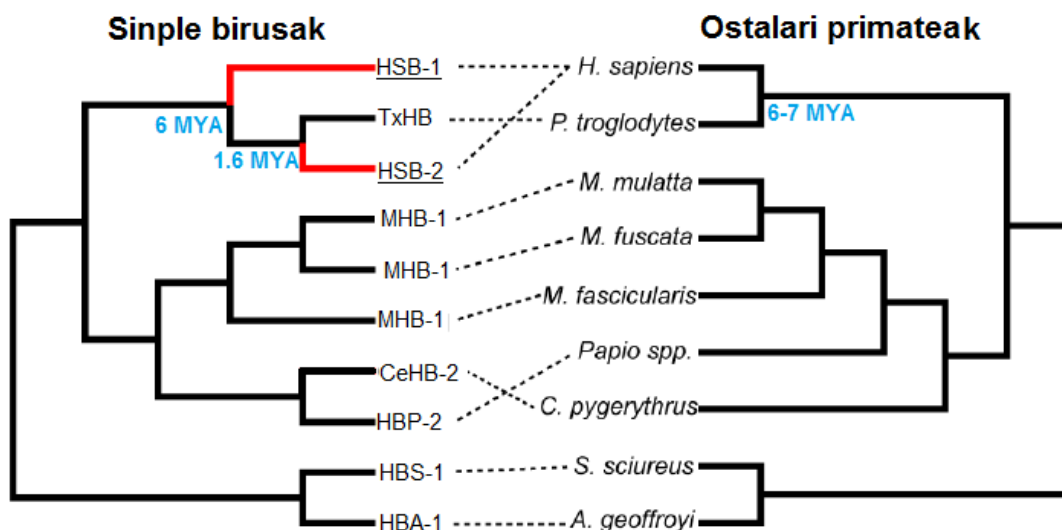 Sinple birusak
Ostalari primateak
HSB-1
H. sapiens
6 MYA
6-7 MYA
TxHB
P. troglodytes
1.6 MYA
HSB-2
M. mulatta
MHB-1
M. fuscata
MHB-1
M. fascicularis
MHB-1
Papio spp.
CeHB-2
C. pygerythrus
HBP-2
HBS-1
S. sciureus
HBA-1
A. geoffroyi